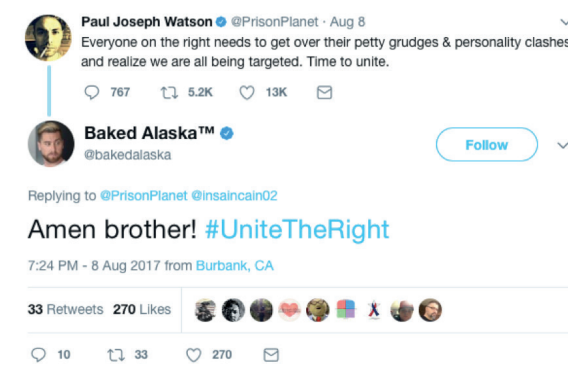 Paul Joseph Watson @PrisonPlanet · Aug 8
Everyone on the right needs to get over their petty grudges & personality clashes
and realize we are all being targeted. Time to unite.
767 5.2K 13K
Baked Alaska™
@bakedalaska
Follow
Replying to @PrisonPlanet @insaincain02
Amen brother! #UniteTheRight
7:24 PM - 8 Aug 2017 from Burbank, CA
33 Retweets 270 Likes
10 33 270